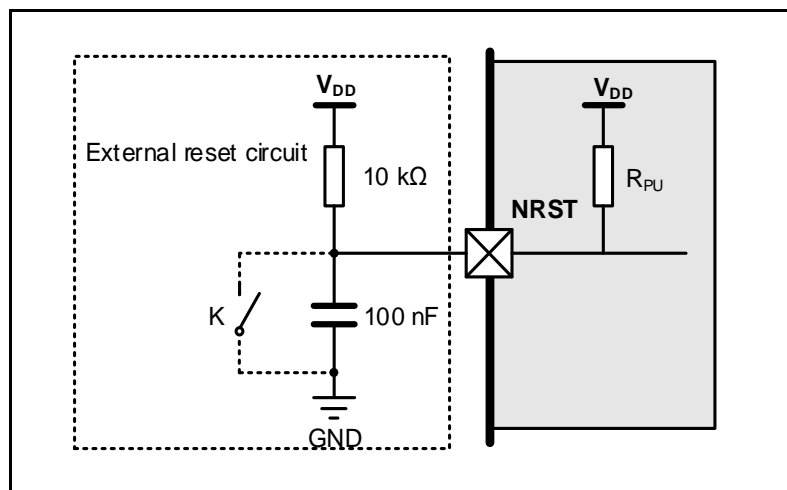 VDD
VDD
External reset circuit
10 kΩ
RPU
NRST
K
100 nF
GND